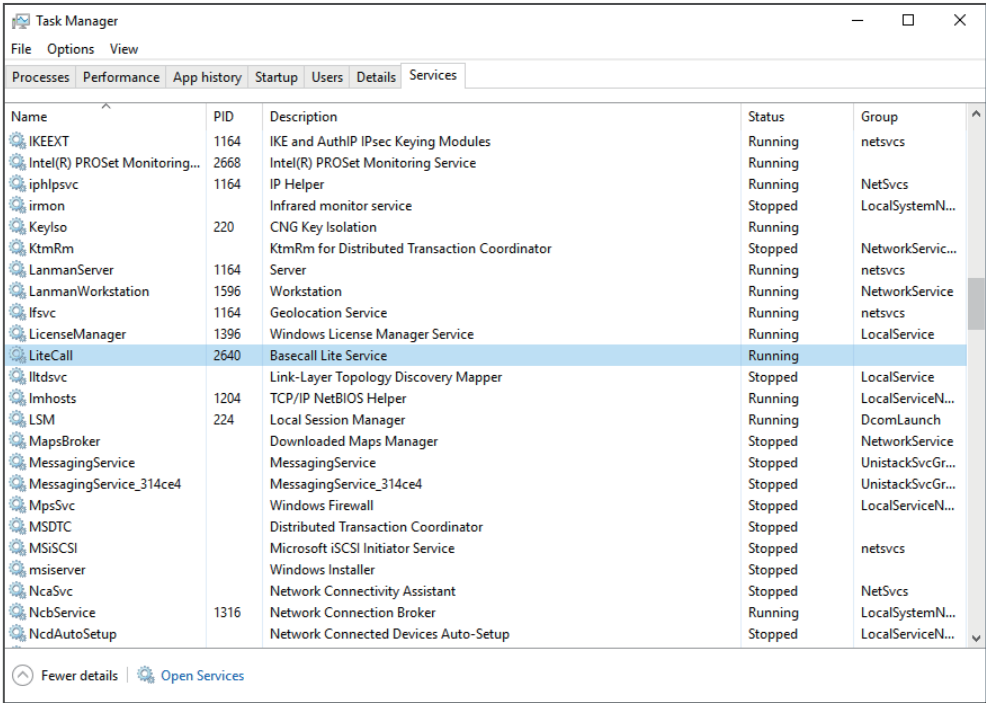 Task Manager
File Options View
Processes Performance App history Startup Users Details Services
Name PID Description Status Group
IKEEXT 1164 IKE and AuthIP IPsec Keying Modules Running netsvcs
Intel(R) PROSet Monitoring... 2668 Intel(R) PROSet Monitoring Service Running
iphlpsvc 1164 IP Helper Running NetSvcs
irmon Infrared monitor service Stopped LocalSystemN...
KeyIso 220 CNG Key Isolation Running
KtmRm KtmRm for Distributed Transaction Coordinator Stopped NetworkServic...
LanmanServer 1164 Server Running netsvcs
LanmanWorkstation 1596 Workstation Running NetworkService
lfsvc 1164 Geolocation Service Running netsvcs
LicenseManager 1396 Windows License Manager Service Running LocalService
LiteCall 2640 Basecall Lite Service Running
lltdsvc Link-Layer Topology Discovery Mapper Stopped LocalService
lmhosts 1204 TCP/IP NetBIOS Helper Running LocalServiceN...
LSM 224 Local Session Manager Running DcomLaunch
MapsBroker Downloaded Maps Manager Stopped NetworkService
MessagingService MessagingService Stopped UnistackSvcGr...
MessagingService_314ce4 MessagingService_314ce4 Stopped UnistackSvcGr...
MpsSvc Windows Firewall Stopped LocalServiceN...
MSDTC Distributed Transaction Coordinator Stopped
MSiSCSI Microsoft iSCSI Initiator Service Stopped netsvcs
msiserver Windows Installer Stopped
NcaSvc Network Connectivity Assistant Stopped NetSvcs
NcbService 1316 Network Connection Broker Running LocalSystemN...
NcdAutoSetup Network Connected Devices Auto-Setup Stopped LocalServiceN...
Fewer details Open Services